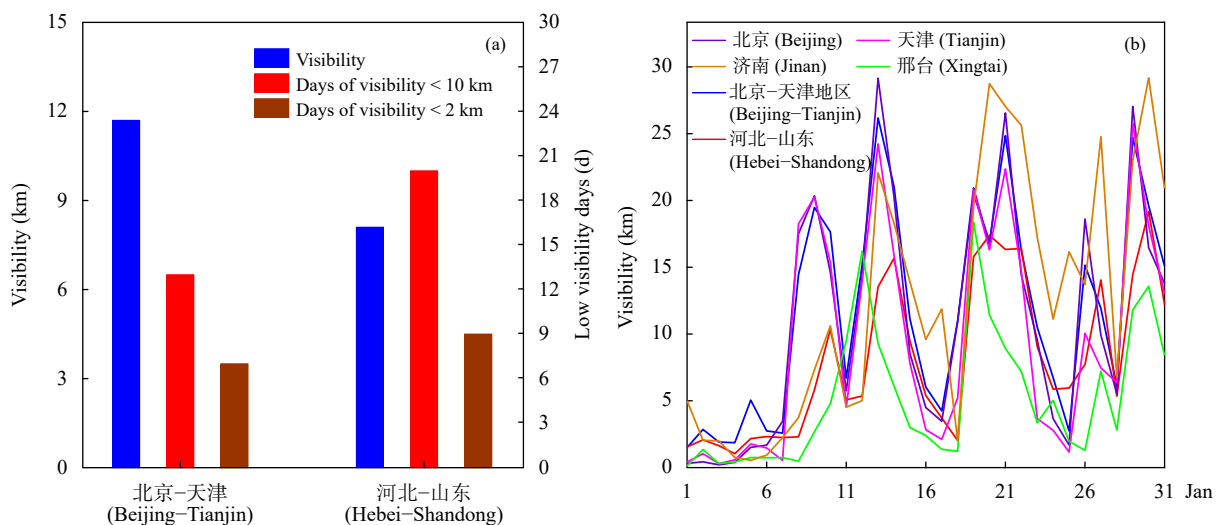 (a)
Visibility
Days of visibility < 10 km
Days of visibility < 2 km
Visibility (km)
15
12
9
6
3
0
30
27
24
21
18
15
12
9
6
3
0
Low visibility days (d)
北京−天津
(Beijing−Tianjin)
河北−山东
(Hebei−Shandong)
(b)
北京 (Beijing)
天津 (Tianjin)
济南 (Jinan)
邢台 (Xingtai)
北京−天津地区
(Beijing−Tianjin)
河北−山东
(Hebei−Shandong)
Visibility (km)
30
25
20
15
10
5
0
1 6 11 16 21 26 31 Jan